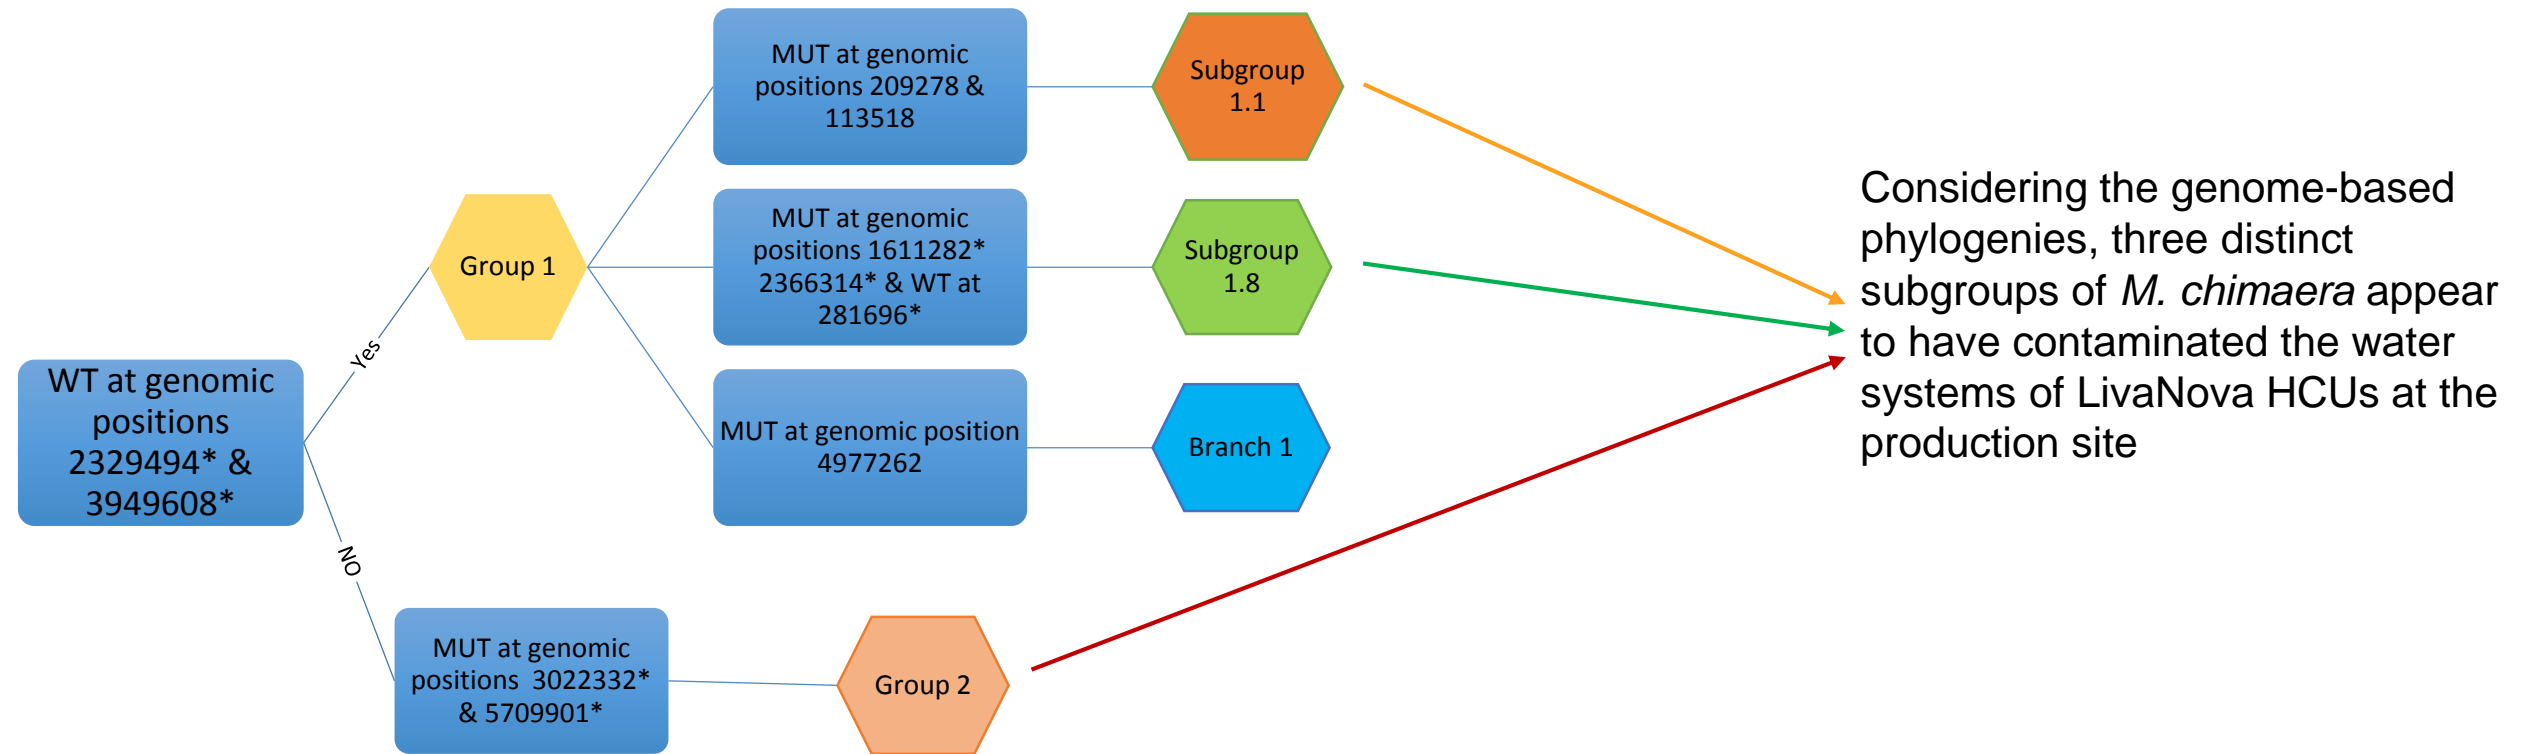 MUT at genomic
positions 209278 &
113518
Subgroup
1.1
MUT at genomic
positions 1611282*
2366314* & WT at
281696*
Subgroup
1.8
Group 1
MUT at genomic position
4977262
Branch 1
Yes
WT at genomic
positions
2329494* &
3949608*
NO
MUT at genomic
positions 3022332*
& 5709901*
Group 2
Considering the genome-based
phylogenies, three distinct
subgroups of M. chimaera appear
to have contaminated the water
systems of LivaNova HCUs at the
production site